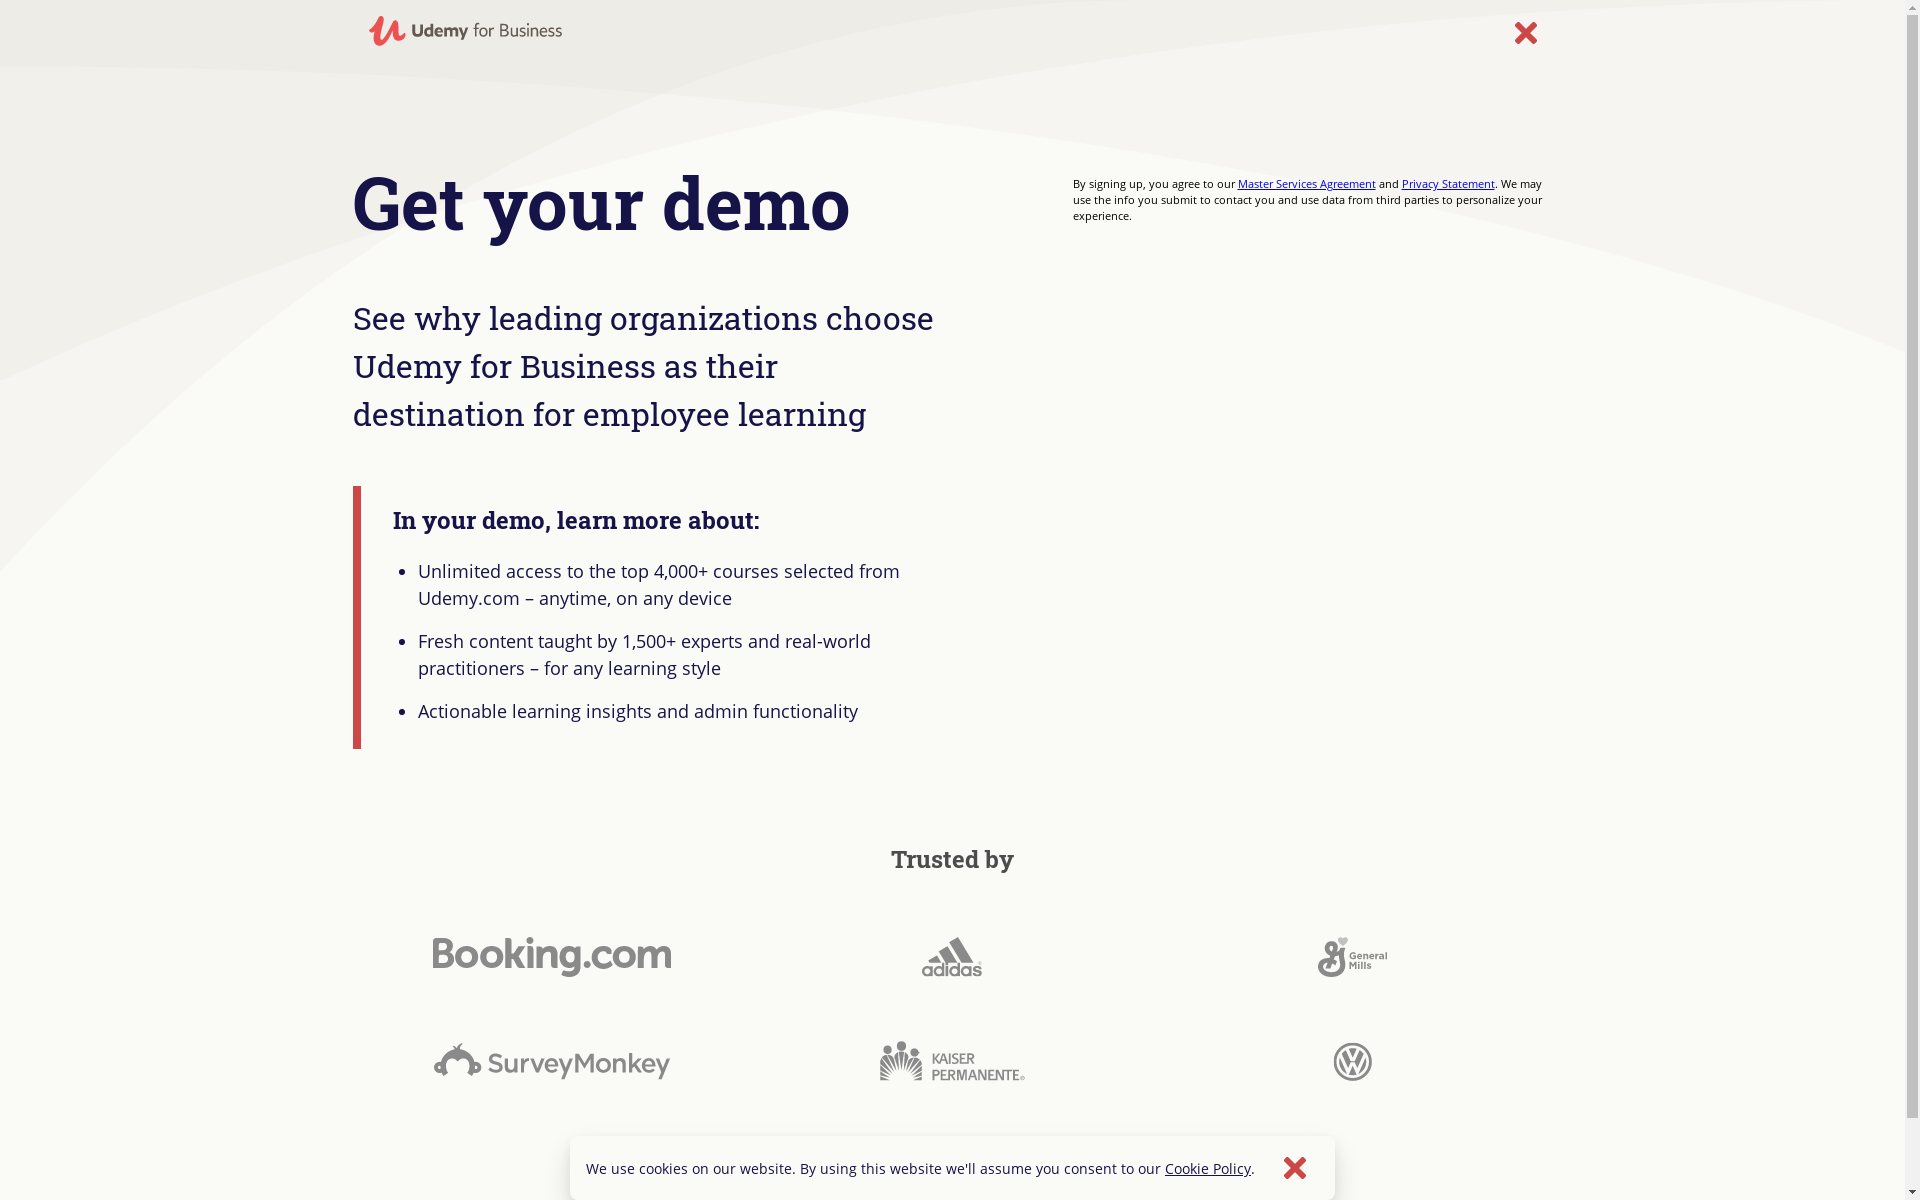 Udemy for Business
Get your demo
By signing up, you agree to our Master Services Agreement and Privacy Statement. We may
use the info you submit to contact you and use data from third parties to personalize your
experience.
See why leading organizations choose
Udemy for Business as their
destination for employee learning
In your demo, learn more about:
• Unlimited access to the top 4,000+ courses selected from
Udemy.com – anytime, on any device
• Fresh content taught by 1,500+ experts and real-world
practitioners – for any learning style
• Actionable learning insights and admin functionality
Trusted by
Booking.com
adidas
General
Mills
SurveyMonkey
KAISER
PERMANENTE®
We use cookies on our website. By using this website we'll assume you consent to our Cookie Policy.